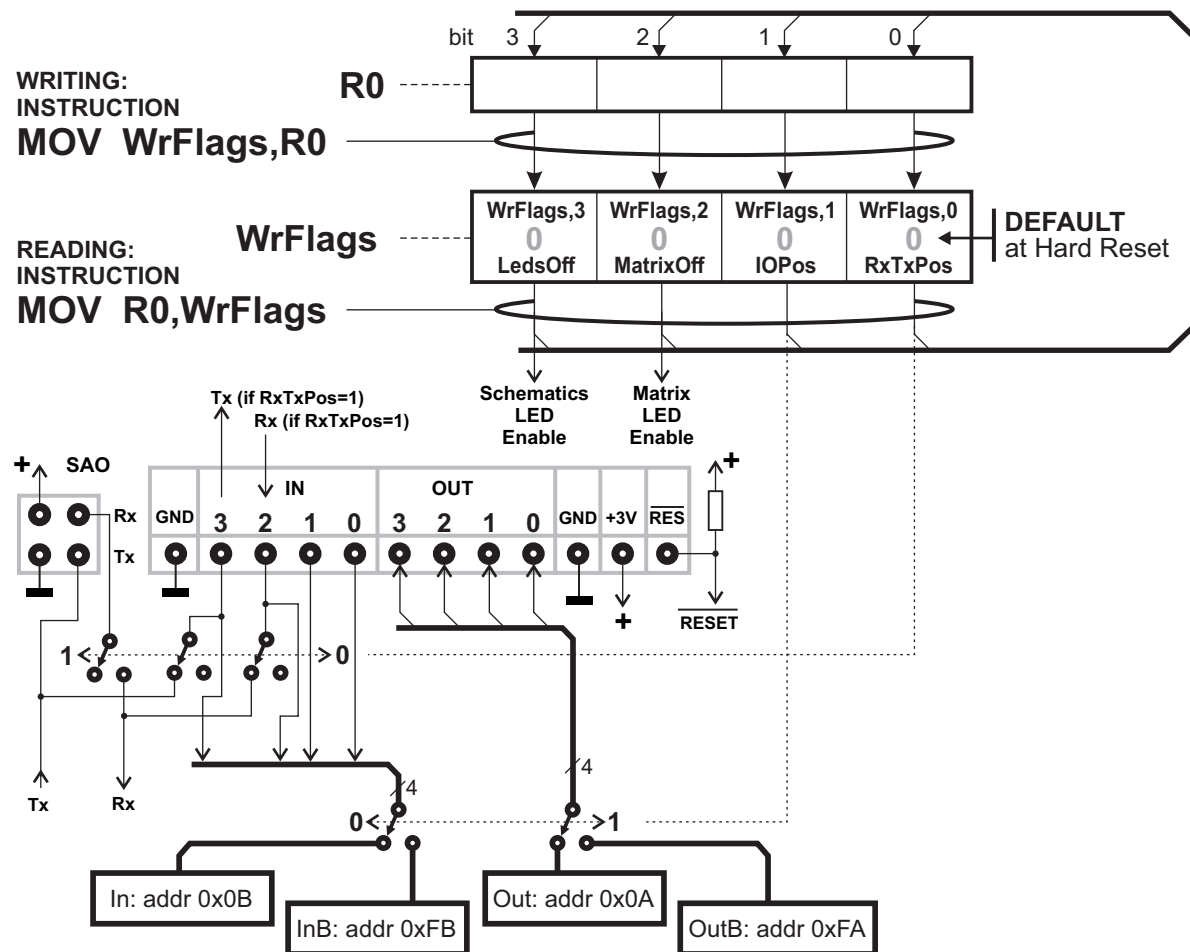 bit 3 2 1 0
WRITING:
INSTRUCTION
MOV WrFlags,R0
R0
WrFlags,3 WrFlags,2 WrFlags,1 WrFlags,0
0 0 0 0
LedsOff MatrixOff IOPos RxTxPos
WrFlags
DEFAULT
at Hard Reset
READING:
INSTRUCTION
MOV R0,WrFlags
Schematics
LED
Enable
Matrix
LED
Enable
Tx (if RxTxPos=1)
Rx (if RxTxPos=1)
+ SAO
Rx
Tx
IN OUT
GND 3 2 1 0 3 2 1 0 GND +3V RES
+
+
RESET
1 0
Tx Rx
4 4
0 1
In: addr 0x0B
InB: addr 0xFB
Out: addr 0x0A
OutB: addr 0xFA